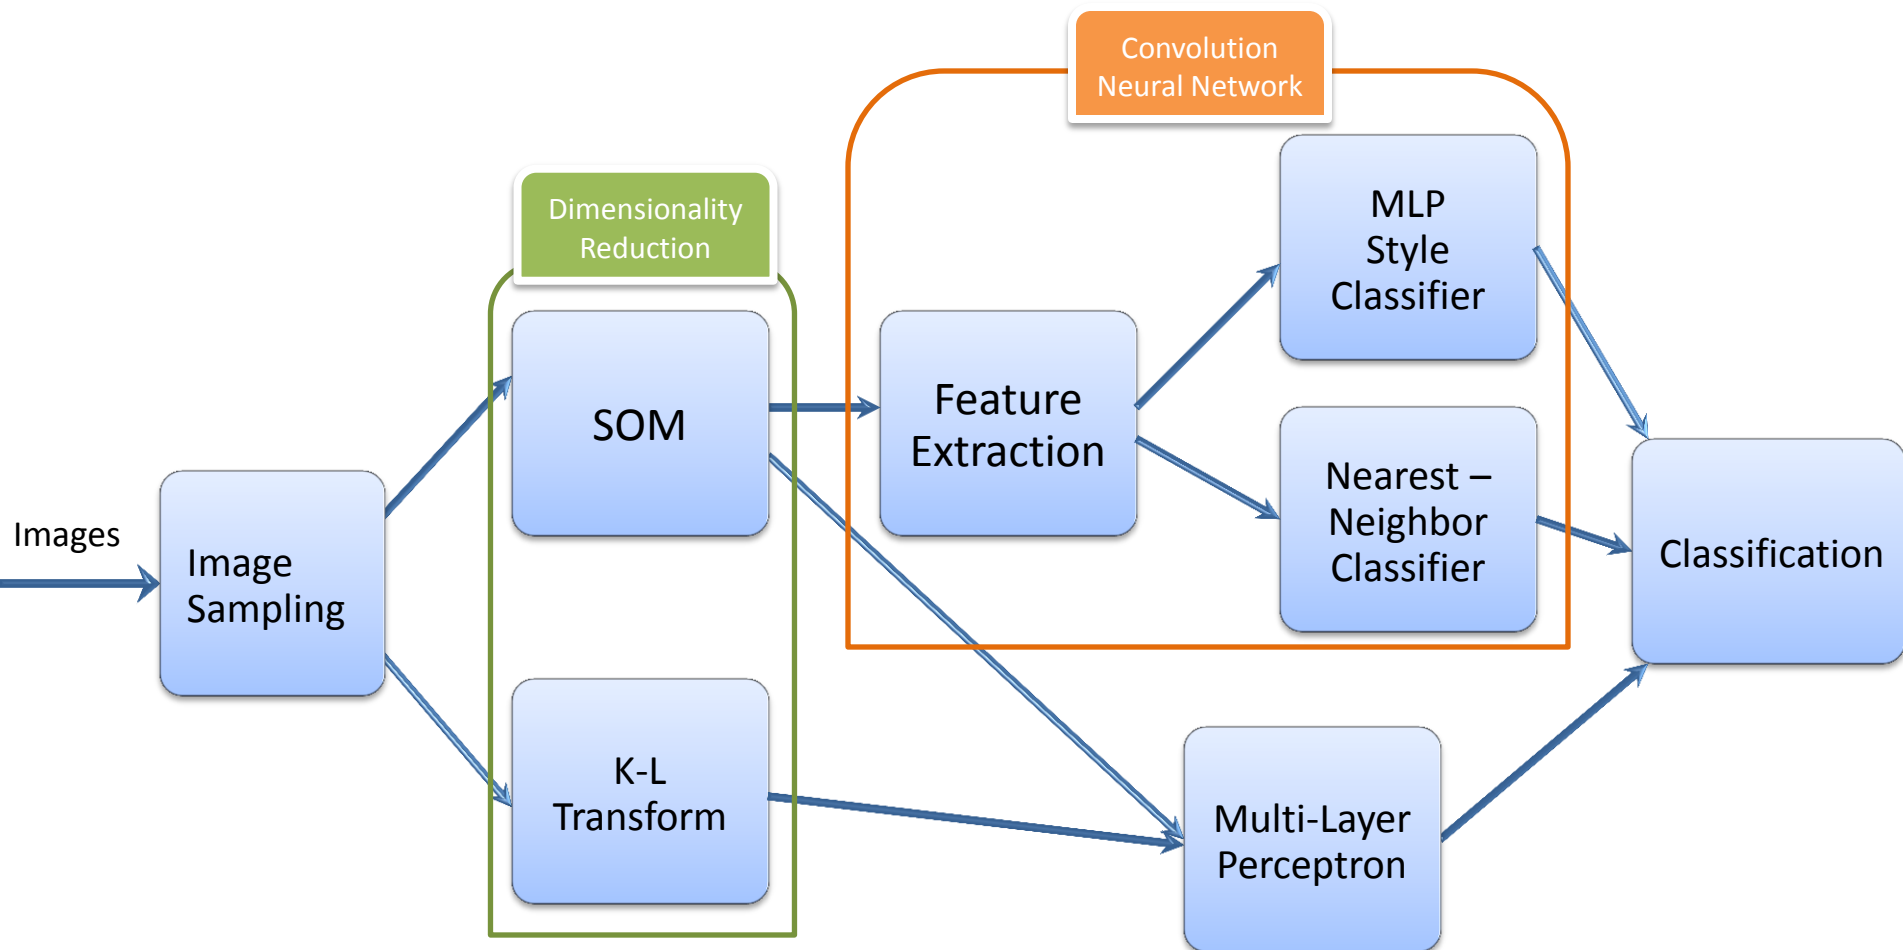 Convolution
Neural Network
Dimensionality
Reduction
MLP
Style
Classifier
SOM
Feature
Extraction
Nearest –
Neighbor
Classifier
Images
Image
Sampling
Classification
K-L
Transform
Multi-Layer
Perceptron